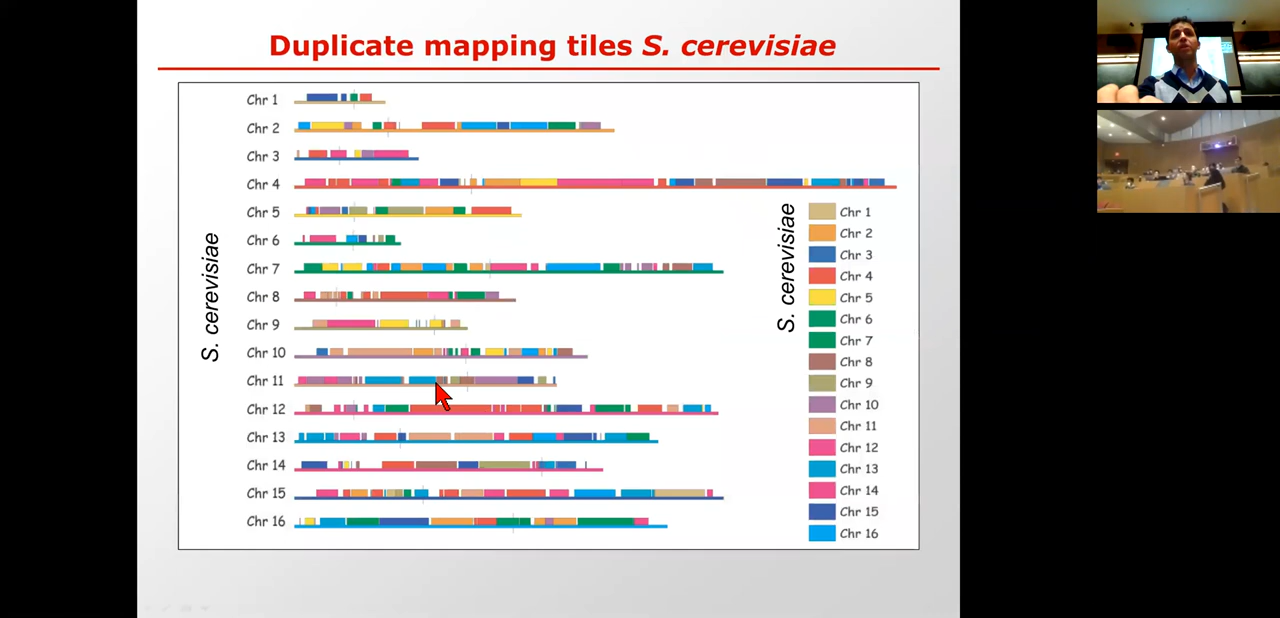 Duplicate mapping tiles S. cerevisiae
Chr 1
Chr 2
Chr 3
Chr 4
Chr 5
Chr 6
Chr 7
Chr 8
Chr 9
Chr 10
Chr 11
Chr 12
Chr 13
Chr 14
Chr 15
Chr 16
S. cerevisiae
S. cerevisiae
Chr 1
Chr 2
Chr 3
Chr 4
Chr 5
Chr 6
Chr 7
Chr 8
Chr 9
Chr 10
Chr 11
Chr 12
Chr 13
Chr 14
Chr 15
Chr 16